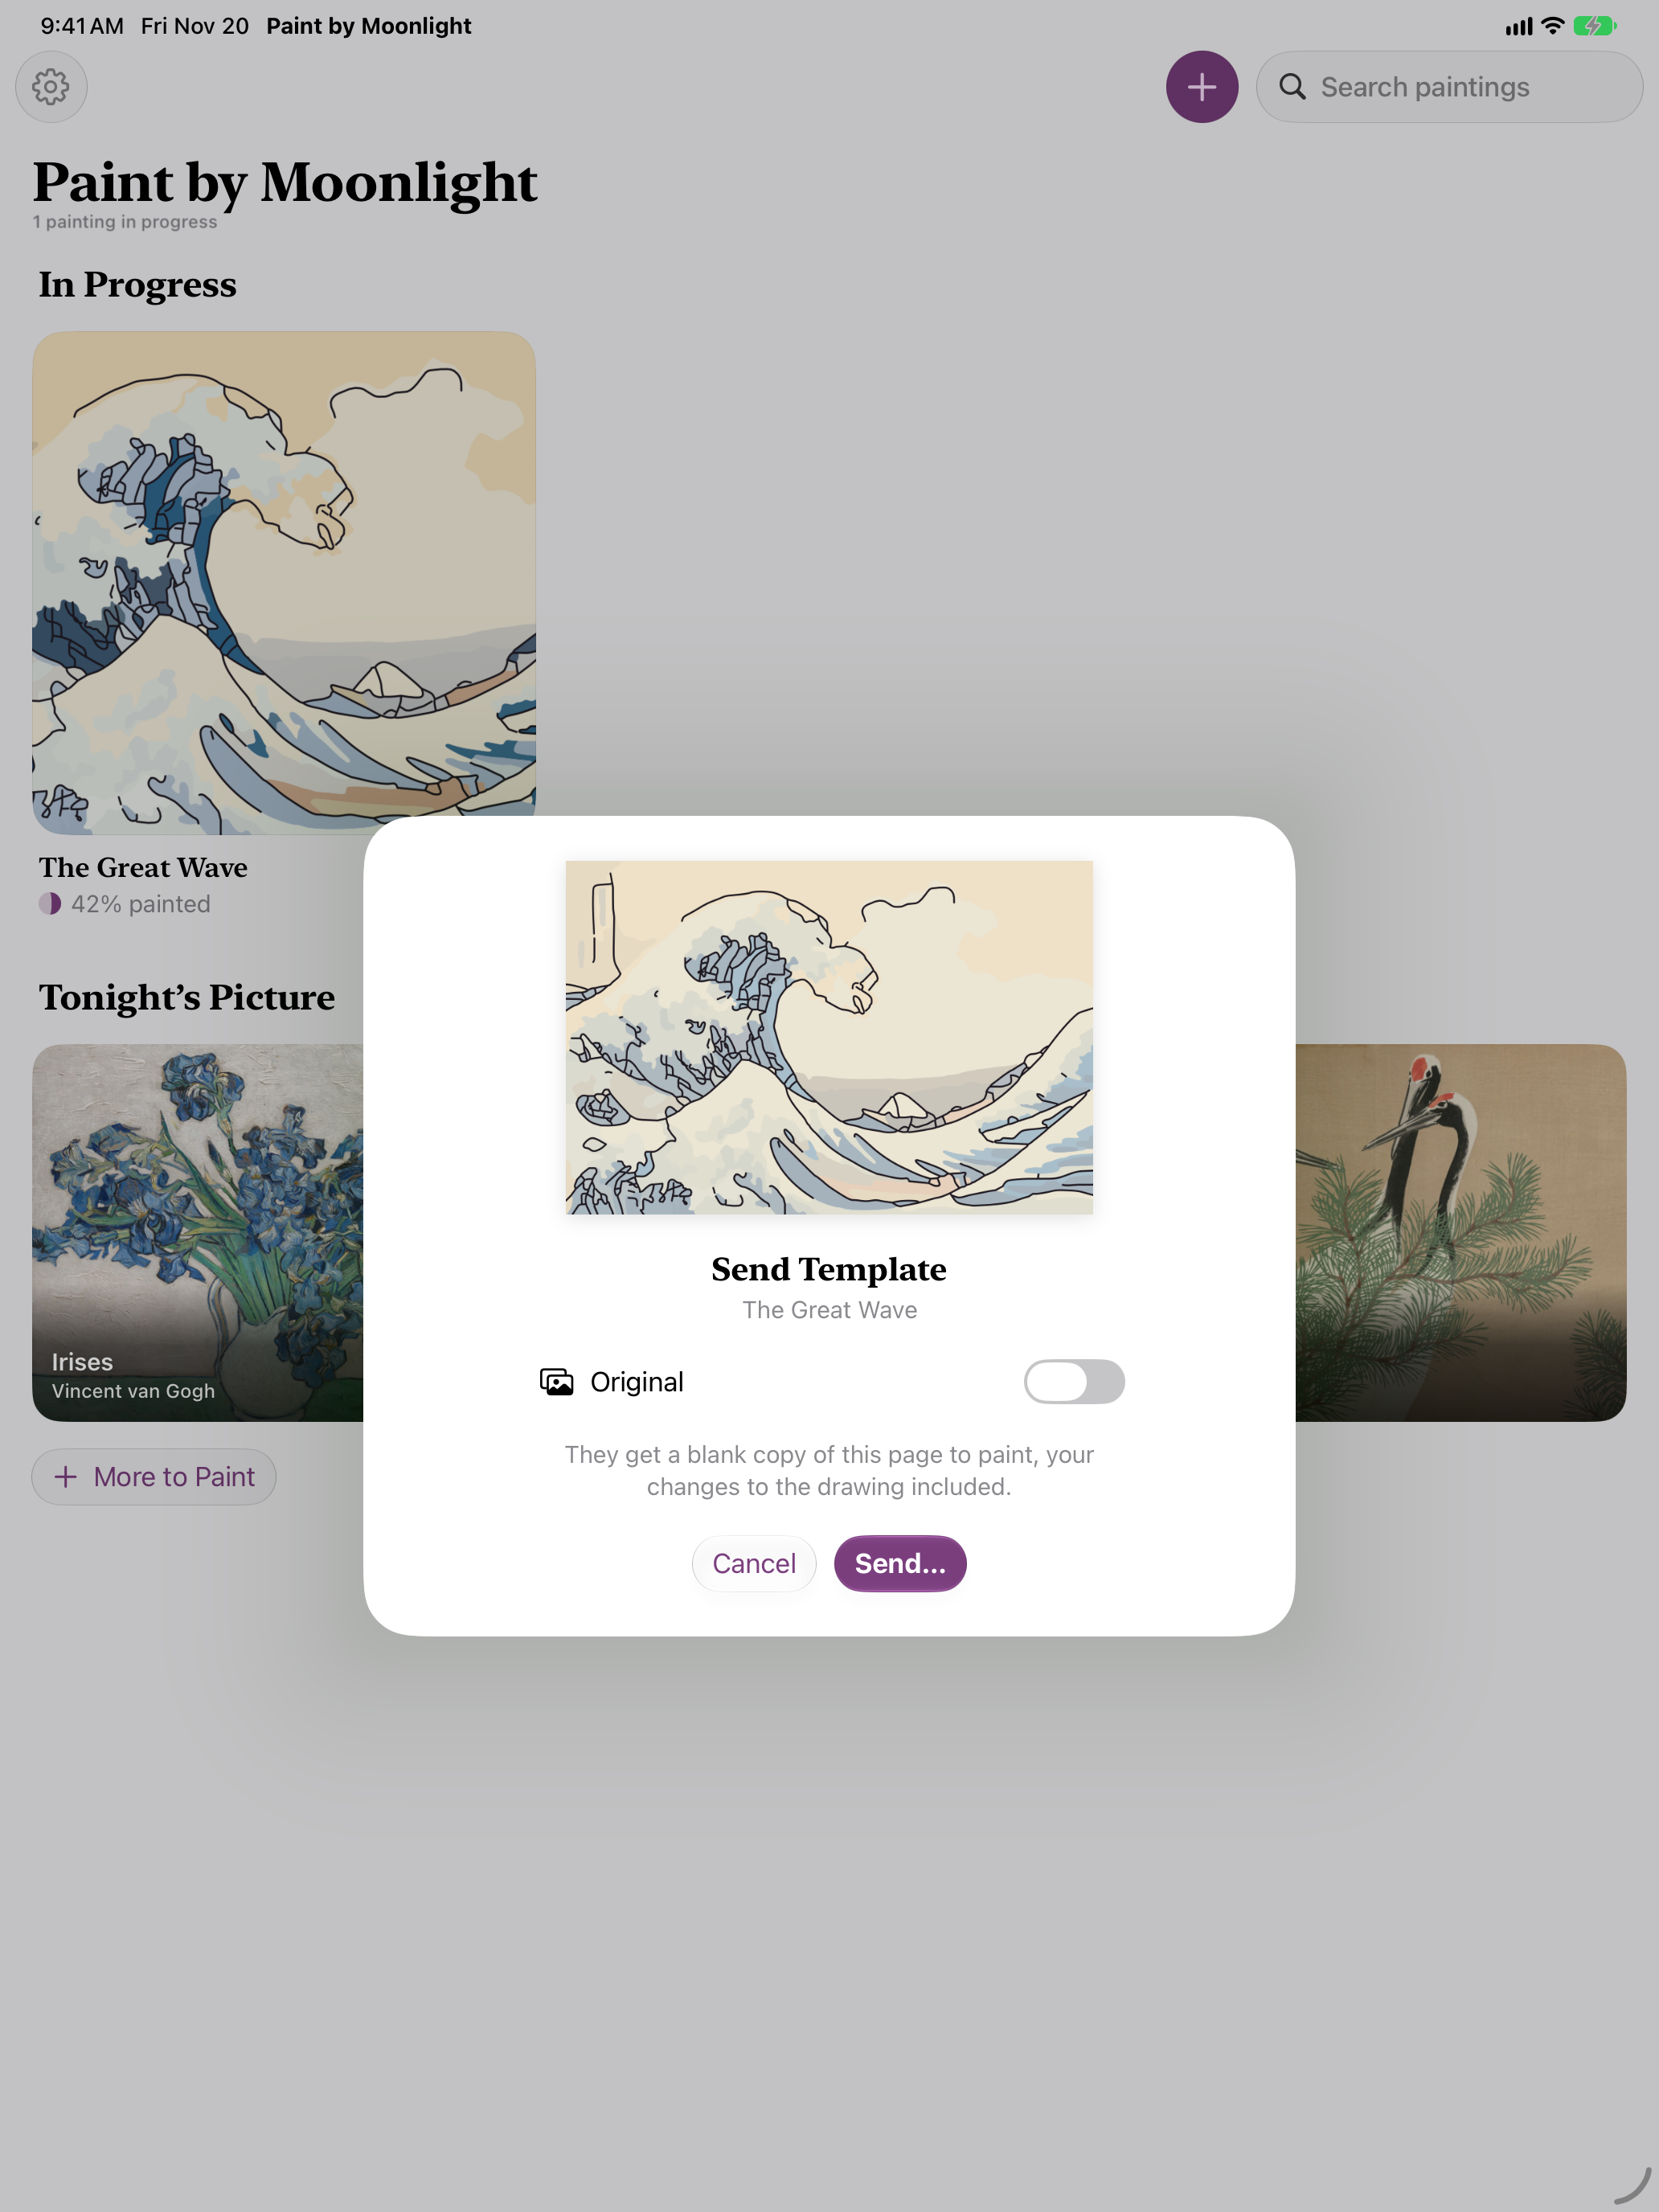 9:41 AM Fri Nov 20 Paint by Moonlight
Search paintings
Paint by Moonlight
1 painting in progress
In Progress
The Great Wave
42% painted
Tonight’s Picture
Irises
Vincent van Gogh
More to Paint
Send Template
The Great Wave
Original
They get a blank copy of this page to paint, your
changes to the drawing included.
Cancel
Send...